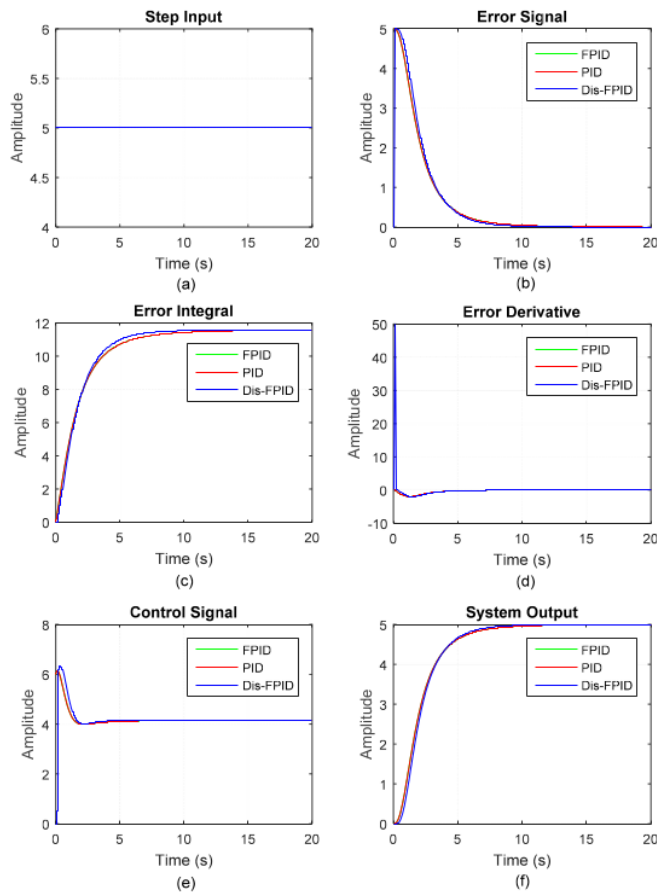 Step Input
Amplitude
6
5.5
5
4.5
4
0 5 10 15 20
Time (s)
(a)
Error Signal
Amplitude
5
4
3
2
1
0
FPID
PID
Dis-FPID
0 5 10 15 20
Time (s)
(b)
Error Integral
Amplitude
12
10
8
6
4
2
0
FPID
PID
Dis-FPID
0 5 10 15 20
Time (s)
(c)
Error Derivative
Amplitude
50
40
30
20
10
0
-10
FPID
PID
Dis-FPID
0 5 10 15 20
Time (s)
(d)
Control Signal
Amplitude
8
6
4
2
0
FPID
PID
Dis-FPID
0 5 10 15 20
Time (s)
(e)
System Output
Amplitude
5
4
3
2
1
0
FPID
PID
Dis-FPID
0 5 10 15 20
Time (s)
(f)